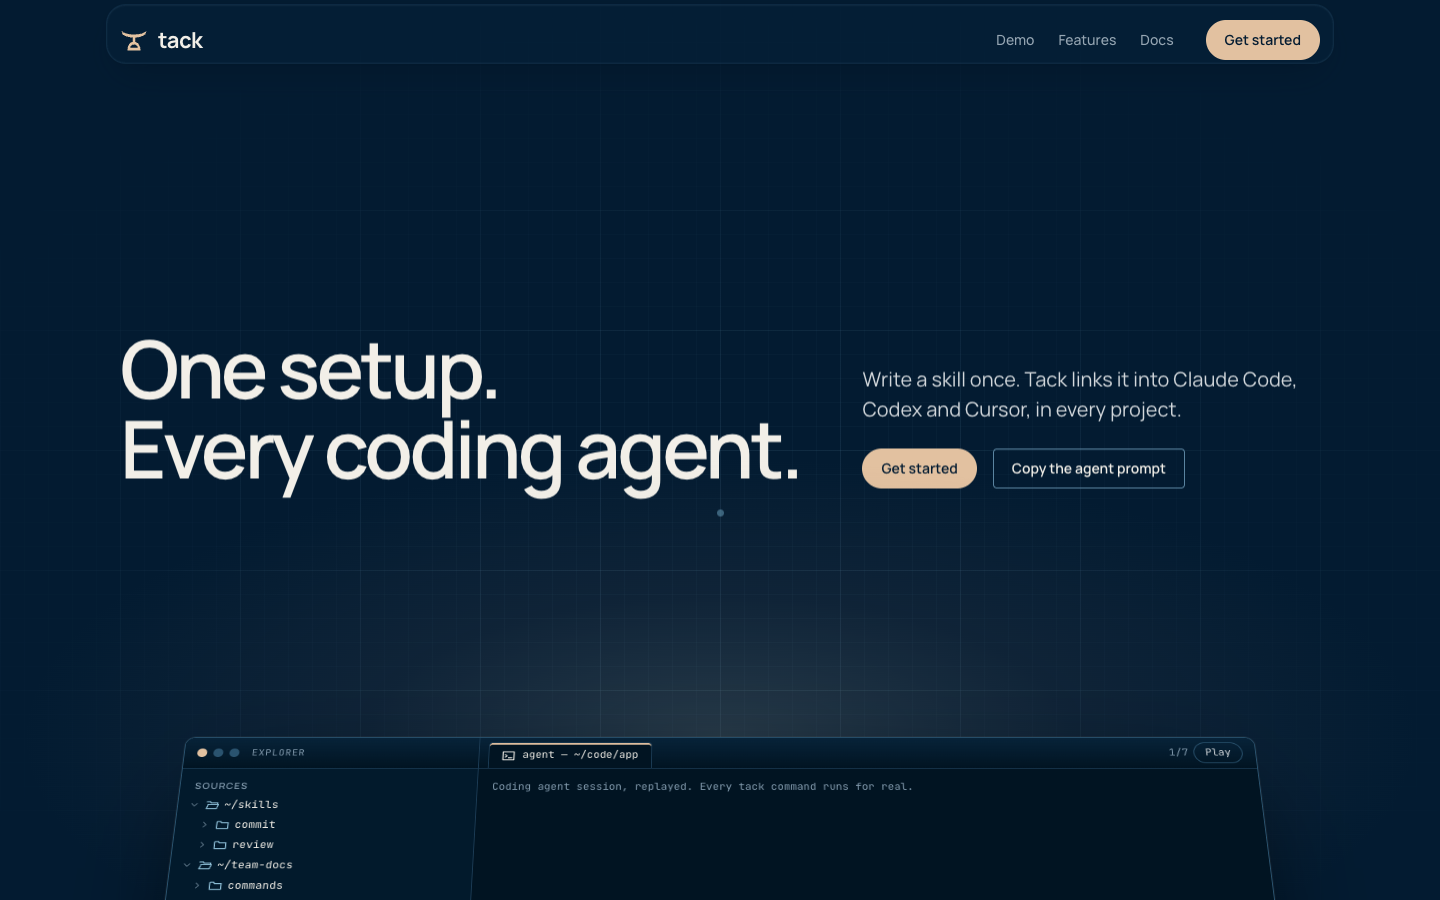 tack
Demo
Features
Docs
Get started
One setup.
Every coding agent.
Write a skill once. Tack links it into Claude Code,
Codex and Cursor, in every project.
Get started
Copy the agent prompt
EXPLORER
agent — ~/code/app
1/7
Play
SOURCES
~/skills
commit
review
~/team-docs
commands
Coding agent session, replayed. Every tack command runs for real.